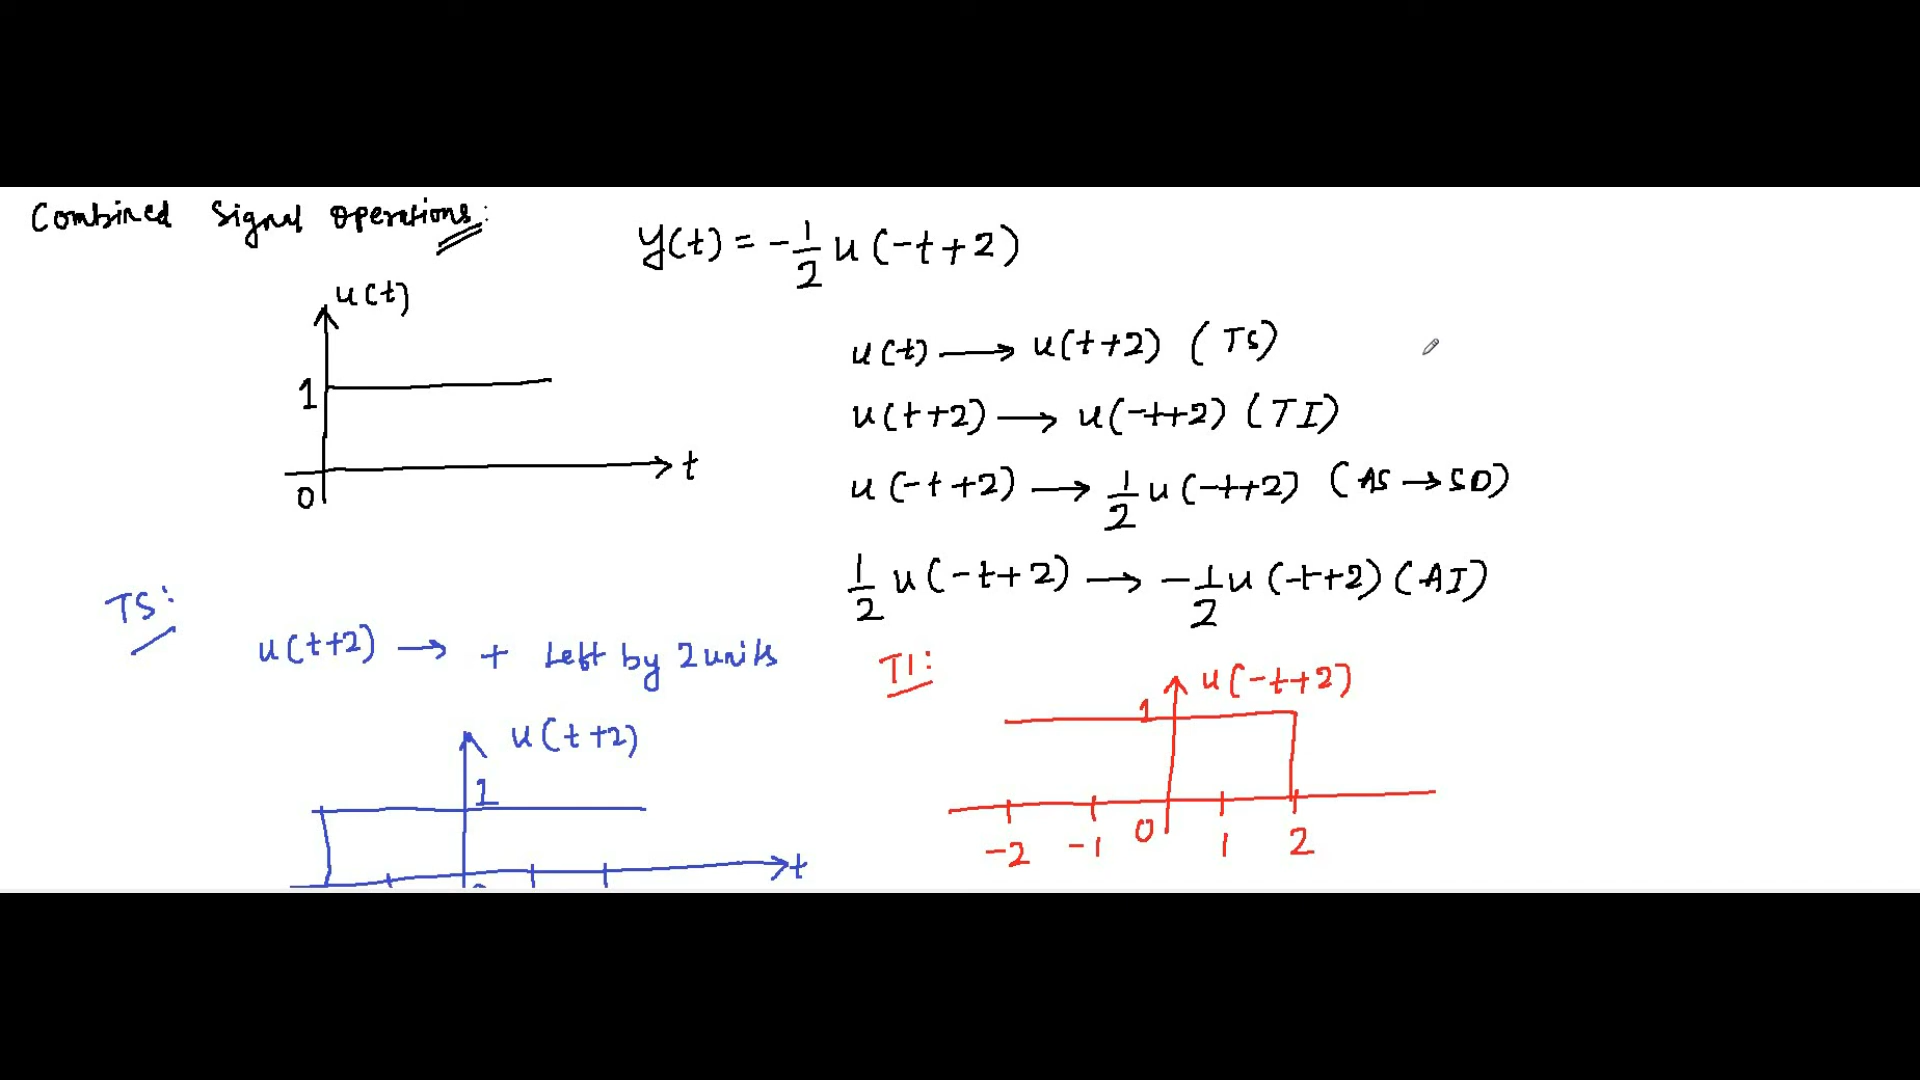 Combined Signal Operations:
y(t) = -1/2 u(-t+2)
u(t)
1
0
t
u(t) → u(t+2) (TS)
u(t+2) → u(-t+2) (TI)
u(-t+2) → 1/2 u(-t+2) (AS → SD)
1/2 u(-t+2) → -1/2 u(-t+2) (AI)
TS:
u(t+2) → + Left by 2 units
u(t+2)
1
t
TI:
u(-t+2)
1
-2 -1 0 1 2